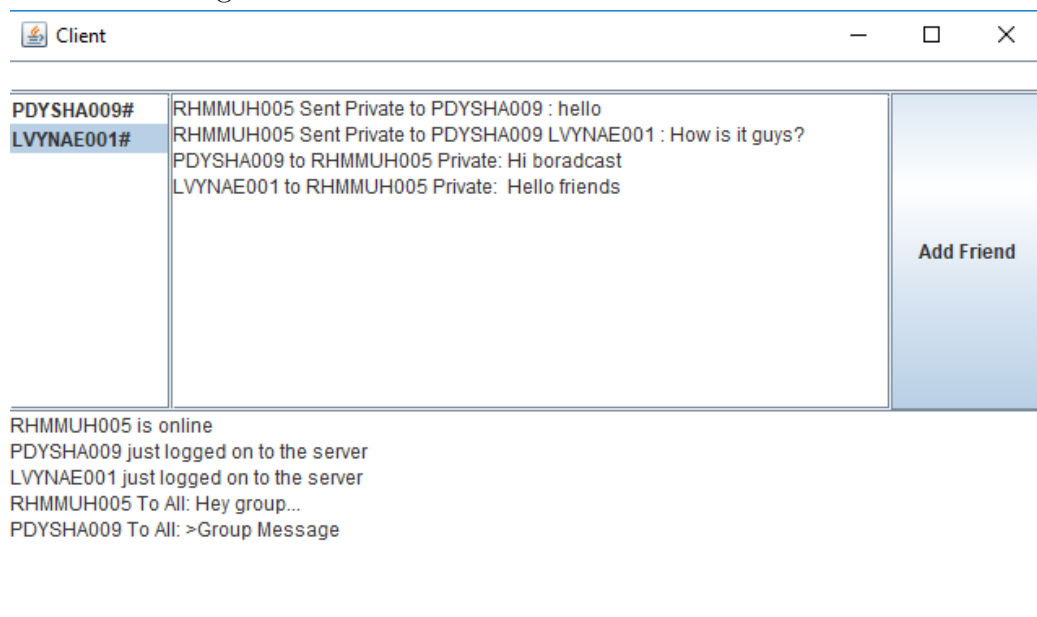 Client
PDYSHA009#
LVYNAE001#
RHMMUH005 Sent Private to PDYSHA009 : hello
RHMMUH005 Sent Private to PDYSHA009 LVYNAE001 : How is it guys?
PDYSHA009 to RHMMUH005 Private: Hi boradcast
LVYNAE001 to RHMMUH005 Private:  Hello friends
Add Friend
RHMMUH005 is online
PDYSHA009 just logged on to the server
LVYNAE001 just logged on to the server
RHMMUH005 To All: Hey group...
PDYSHA009 To All: >Group Message